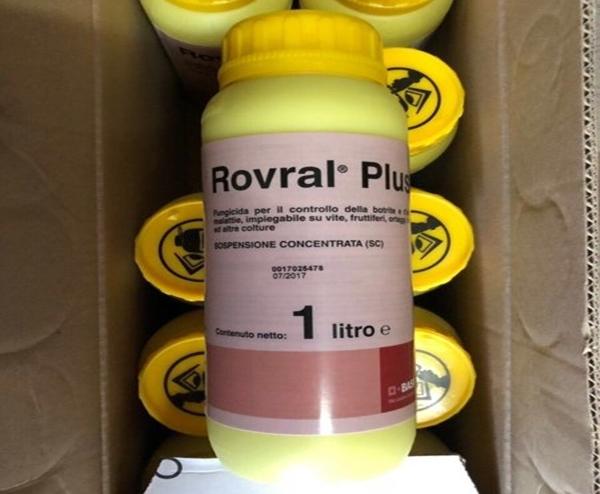 Rovral® Plus
Fungicida per il controllo della botrite e
malattie, impiegabile su vite, fruttiferi, ortaggi
ed altre colture
SOSPENSIONE CONCENTRATA (SC)
0017025478
07/2017
Contenuto netto: 1 litro ℮
BASF